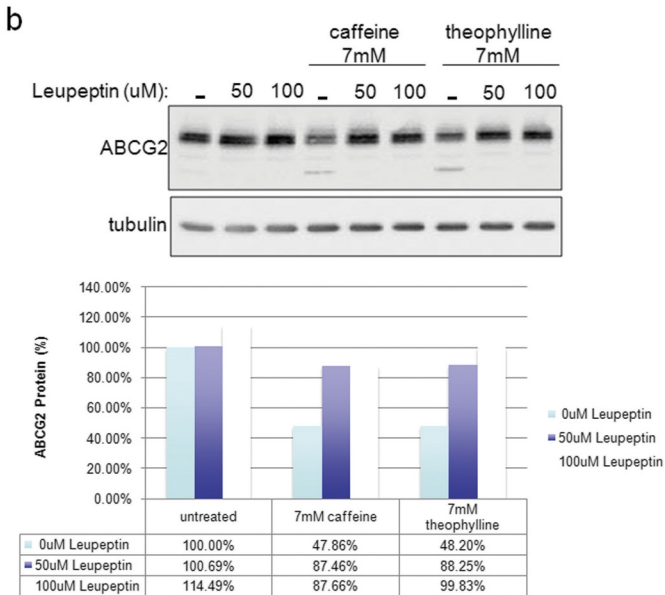 b
caffeine theophylline
7mM 7mM
Leupeptin (uM): - 50 100 - 50 100 - 50 100
ABCG2
tubulin
140.00%
120.00%
100.00%
80.00%
60.00%
40.00%
20.00%
0.00%
ABCG2 Protein (%)
0uM Leupeptin
50uM Leupeptin
100uM Leupeptin
untreated 7mM caffeine 7mM
theophylline
0uM Leupeptin 100.00% 47.86% 48.20%
50uM Leupeptin 100.69% 87.46% 88.25%
100uM Leupeptin 114.49% 87.66% 99.83%